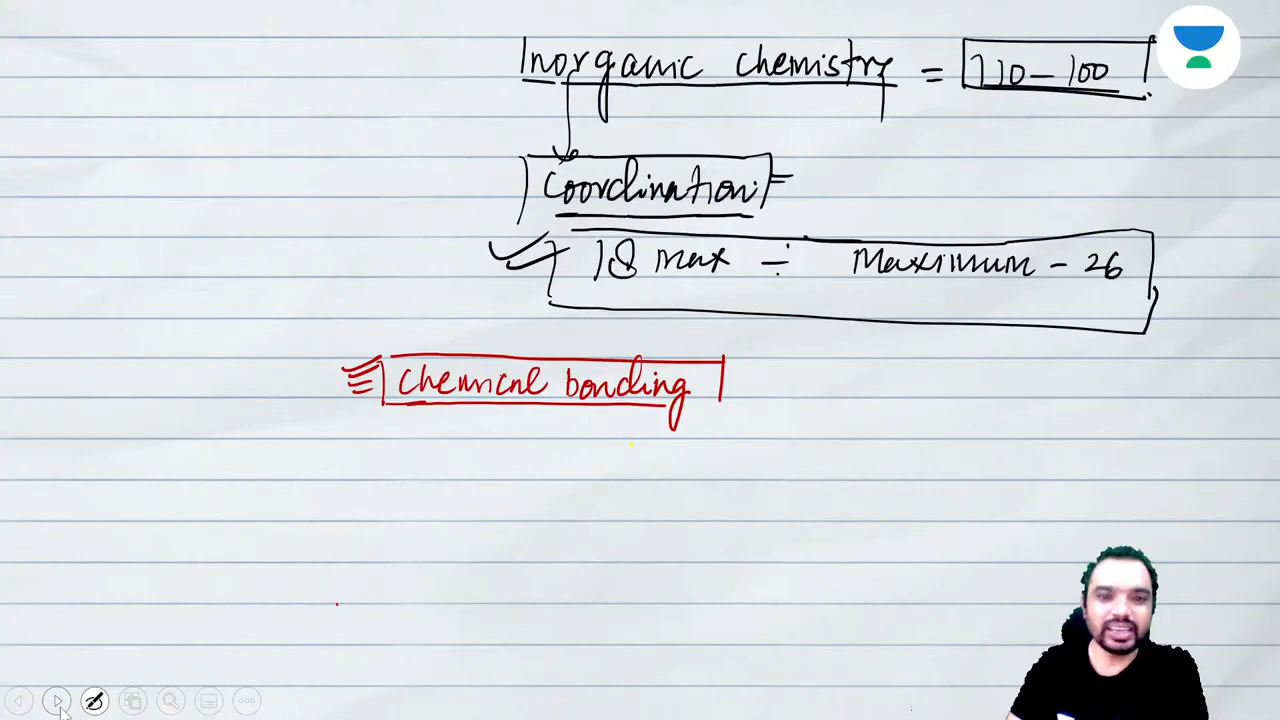 Inorganic chemistry = 110 - 100
Coordination =
18 max ÷ Maximum - 26
Chemical bonding